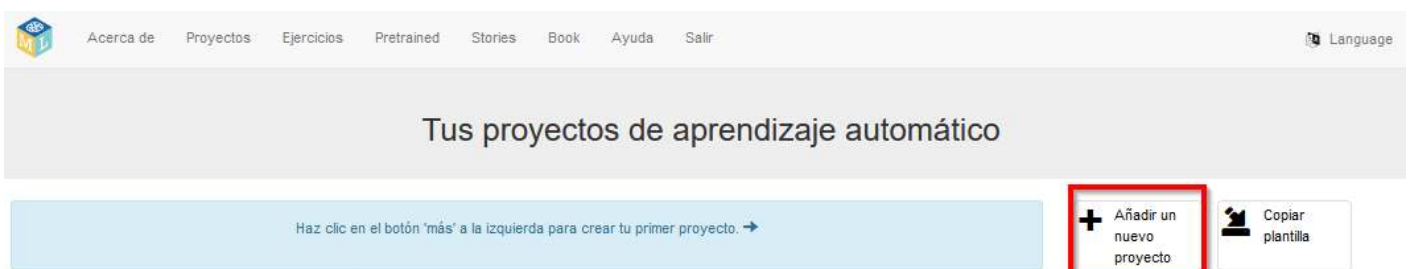 ML
Acerca de Proyectos Ejercicios Pretrained Stories Book Ayuda Salir Language
Tus proyectos de aprendizaje automático
Haz clic en el botón 'más' a la izquierda para crear tu primer proyecto. →
Añadir un
nuevo
proyecto
Copiar
plantilla